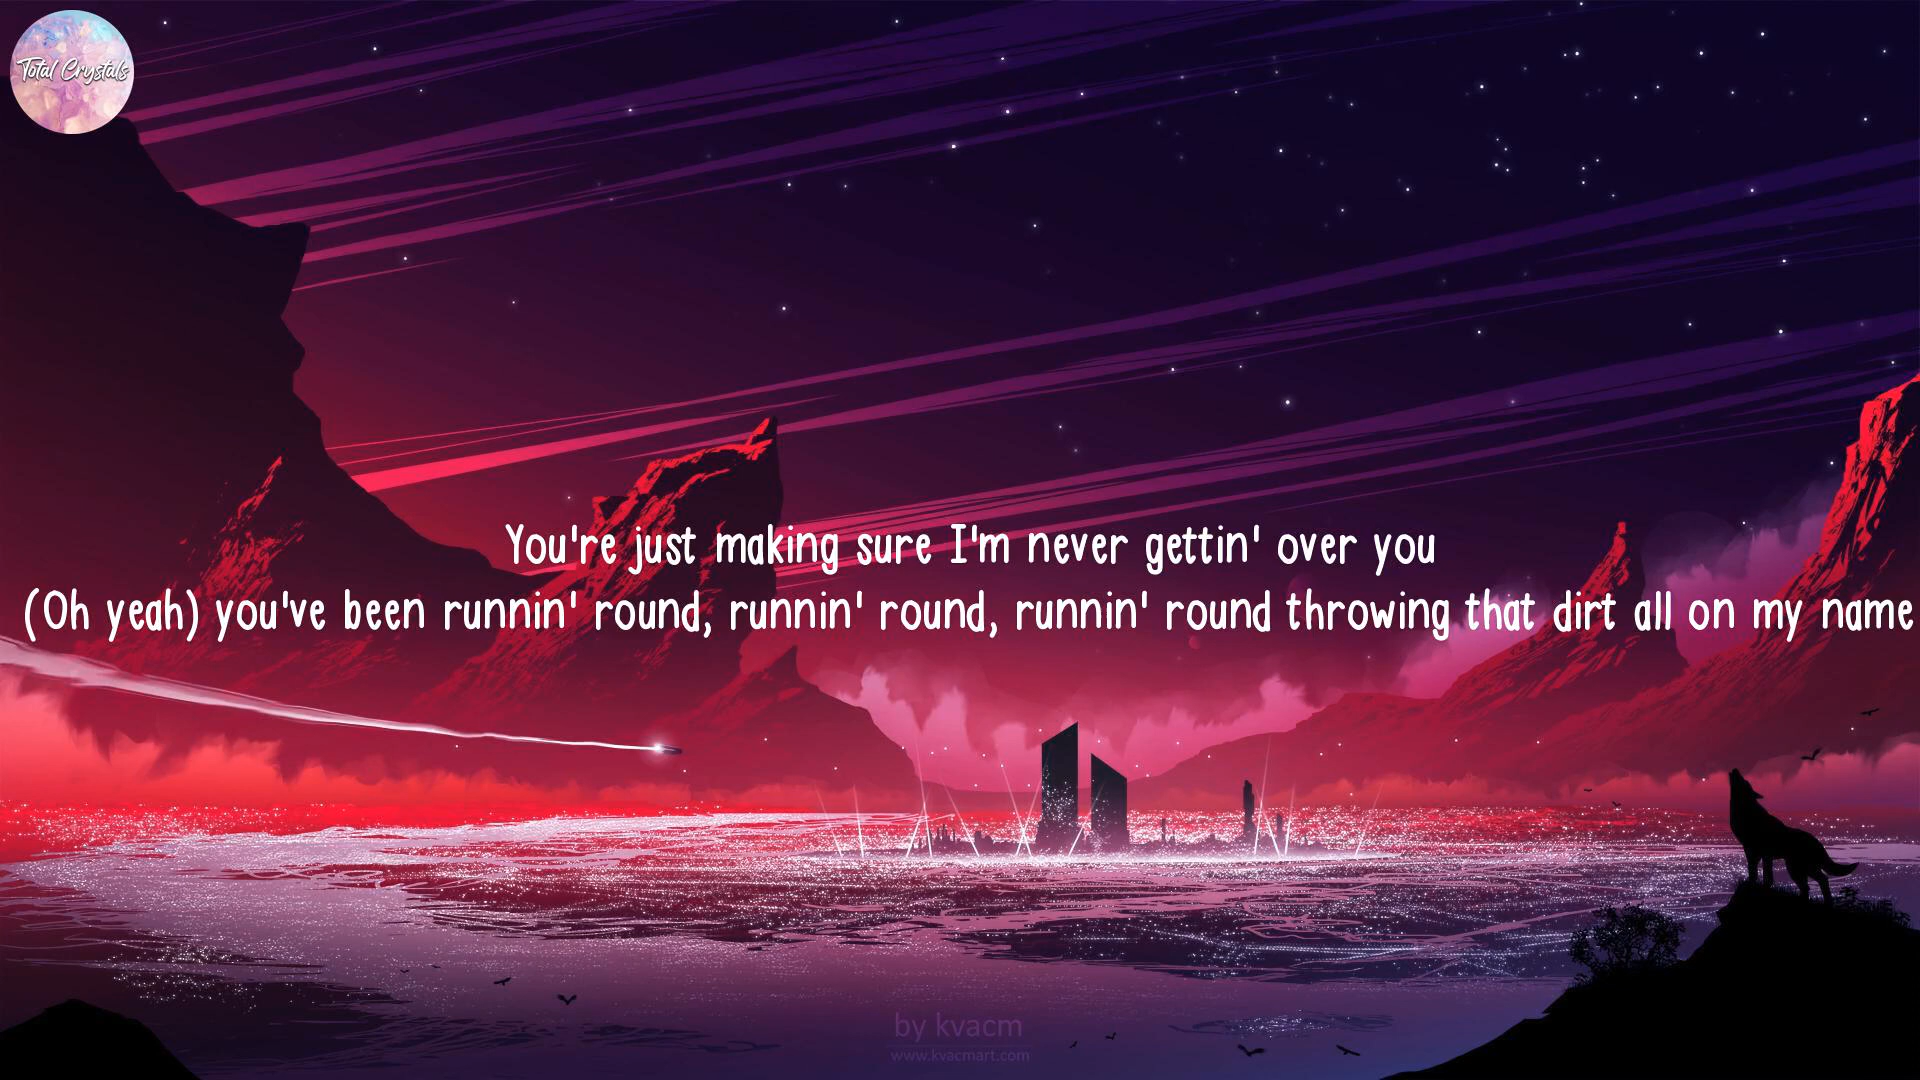 Total Crystals
You're just making sure I'm never gettin' over you
(Oh yeah) you've been runnin' round, runnin' round, runnin' round throwing that dirt all on my name
by kvacm
www.kvacmart.com